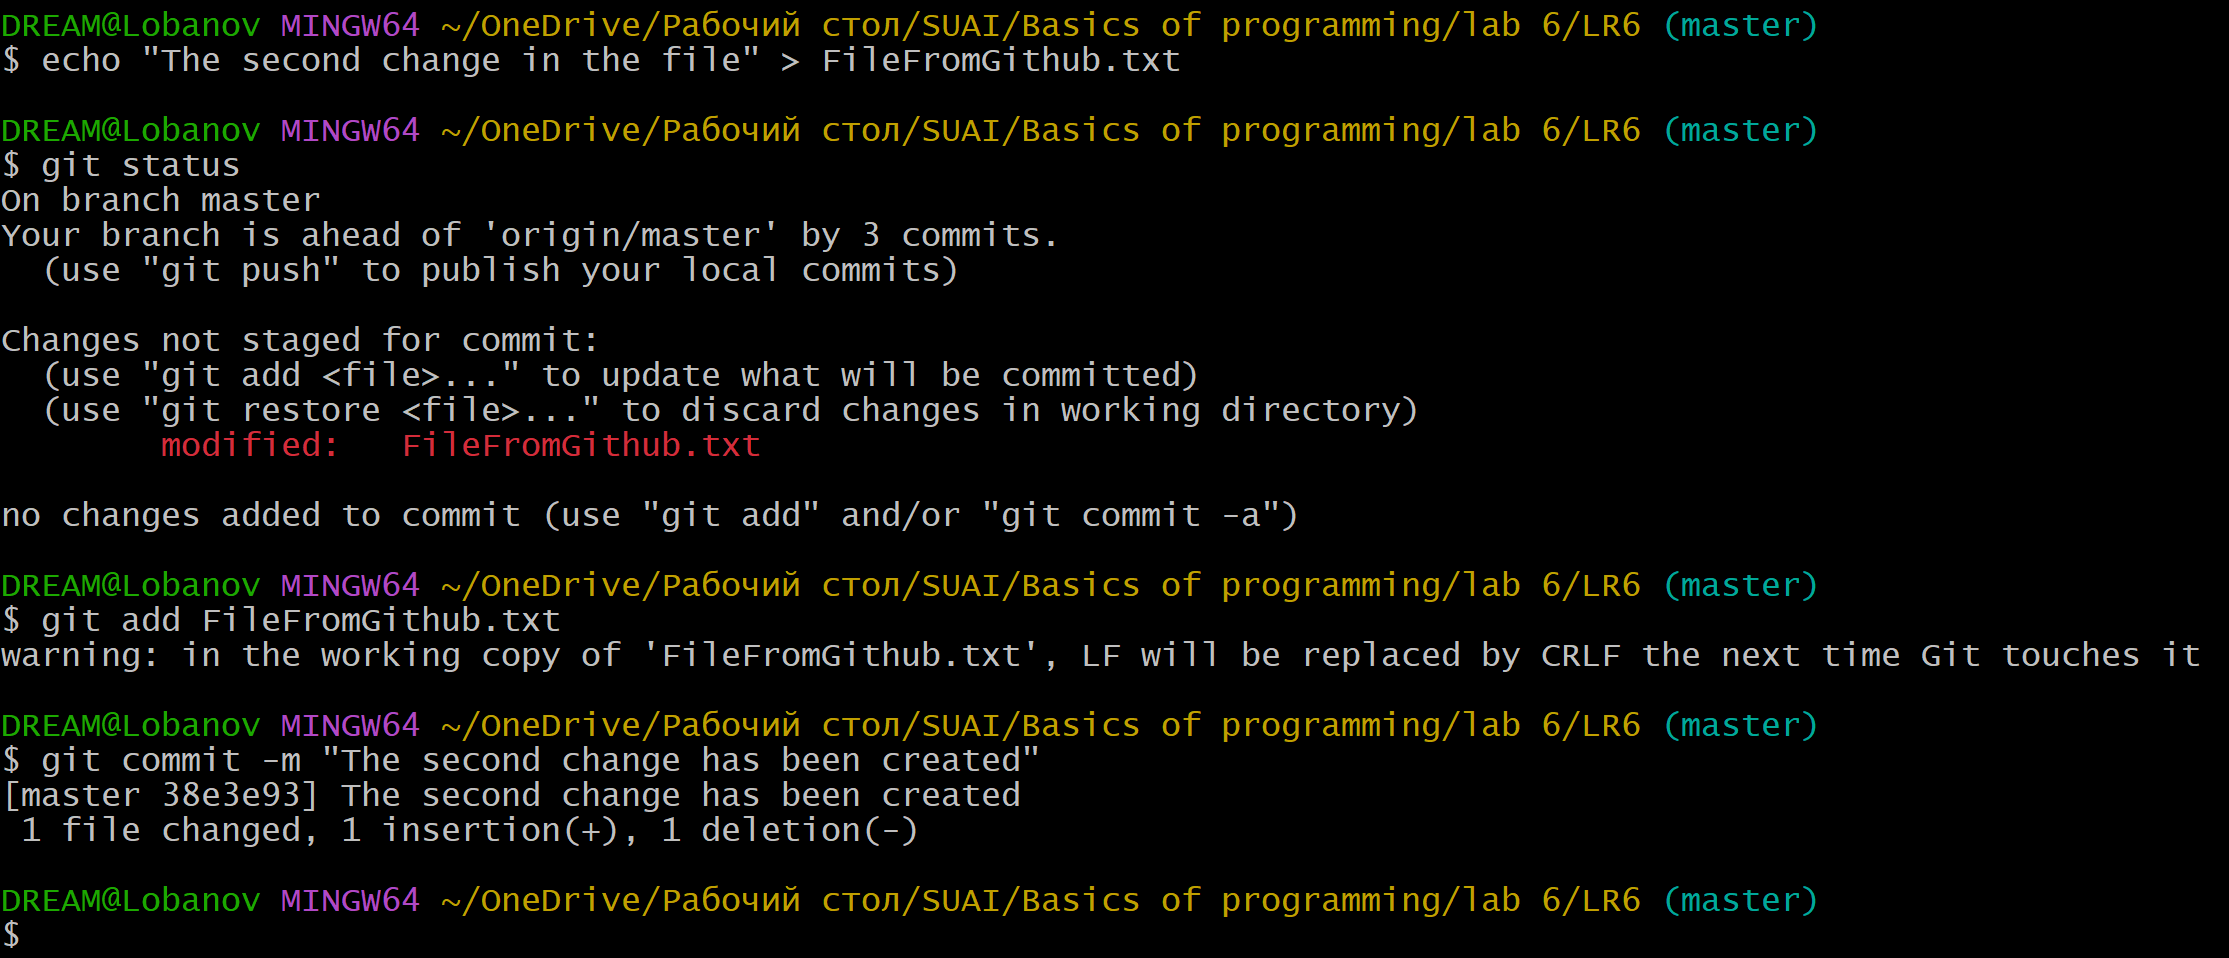 DREAM@Lobanov MINGW64 ~/OneDrive/Рабочий стол/SUAI/Basics of programming/lab 6/LR6 (master)
$ echo "The second change in the file" > FileFromGithub.txt
DREAM@Lobanov MINGW64 ~/OneDrive/Рабочий стол/SUAI/Basics of programming/lab 6/LR6 (master)
$ git status
On branch master
Your branch is ahead of 'origin/master' by 3 commits.
  (use "git push" to publish your local commits)
Changes not staged for commit:
  (use "git add <file>..." to update what will be committed)
  (use "git restore <file>..." to discard changes in working directory)
        modified:   FileFromGithub.txt
no changes added to commit (use "git add" and/or "git commit -a")
DREAM@Lobanov MINGW64 ~/OneDrive/Рабочий стол/SUAI/Basics of programming/lab 6/LR6 (master)
$ git add FileFromGithub.txt
warning: in the working copy of 'FileFromGithub.txt', LF will be replaced by CRLF the next time Git touches it
DREAM@Lobanov MINGW64 ~/OneDrive/Рабочий стол/SUAI/Basics of programming/lab 6/LR6 (master)
$ git commit -m "The second change has been created"
[master 38e3e93] The second change has been created
 1 file changed, 1 insertion(+), 1 deletion(-)
DREAM@Lobanov MINGW64 ~/OneDrive/Рабочий стол/SUAI/Basics of programming/lab 6/LR6 (master)
$